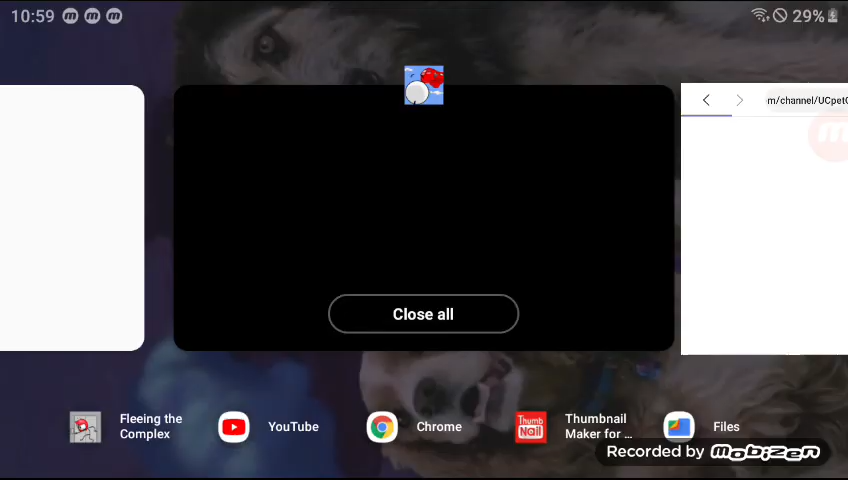 10:59
29%
m/channel/UCpet
Close all
Fleeing the
Complex
YouTube
Chrome
Thumb
Nail
Thumbnail
Maker for ...
Files
Recorded by mobizen